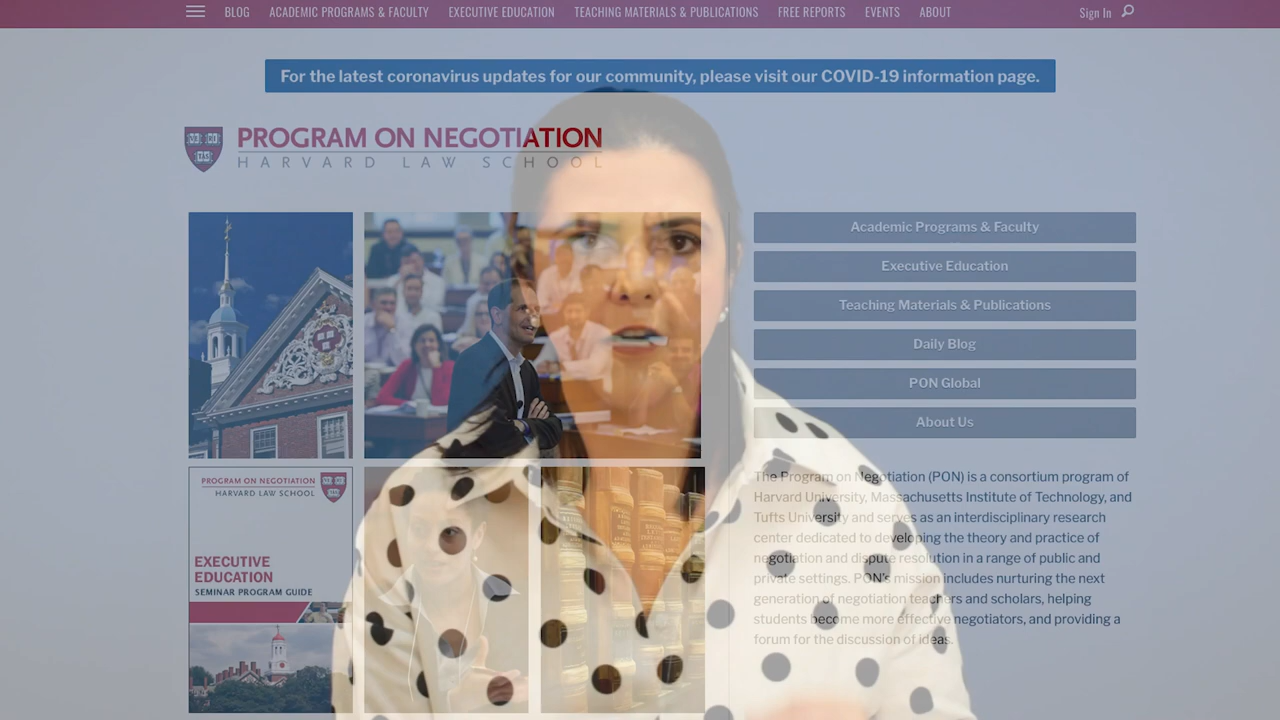 BLOG ACADEMIC PROGRAMS & FACULTY EXECUTIVE EDUCATION TEACHING MATERIALS & PUBLICATIONS FREE REPORTS EVENTS ABOUT Sign In
For the latest coronavirus updates for our community, please visit our COVID-19 information page.
PROGRAM ON NEGOTIATION
HARVARD LAW SCHOOL
Academic Programs & Faculty
Executive Education
Teaching Materials & Publications
Daily Blog
PON Global
About Us
PROGRAM ON NEGOTIATION
HARVARD LAW SCHOOL
EXECUTIVE
EDUCATION
SEMINAR PROGRAM GUIDE
The Program on Negotiation (PON) is a consortium program of
Harvard University, Massachusetts Institute of Technology, and
Tufts University and serves as an interdisciplinary research
center dedicated to developing the theory and practice of
negotiation and dispute resolution in a range of public and
private settings. PON's mission includes nurturing the next
generation of negotiation teachers and scholars, helping
students become more effective negotiators, and providing a
forum for the discussion of ideas.